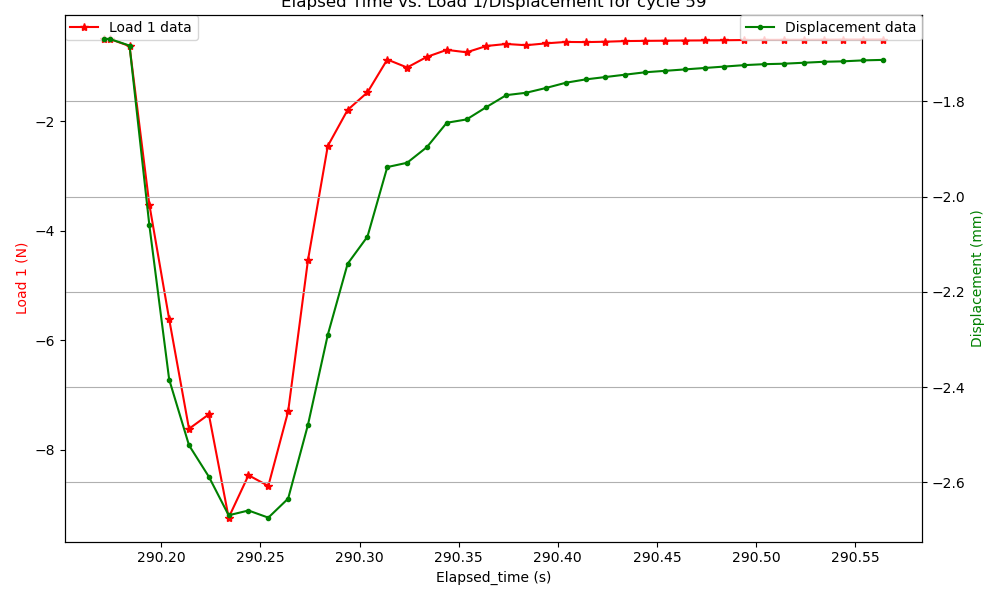 Elapsed Time vs. Load 1/Displacement for cycle 59
Load 1 data
Displacement data
−2
−4
−6
−8
Load 1 (N)
−1.8
−2.0
−2.2
−2.4
−2.6
Displacement (mm)
290.20 290.25 290.30 290.35 290.40 290.45 290.50 290.55
Elapsed_time (s)